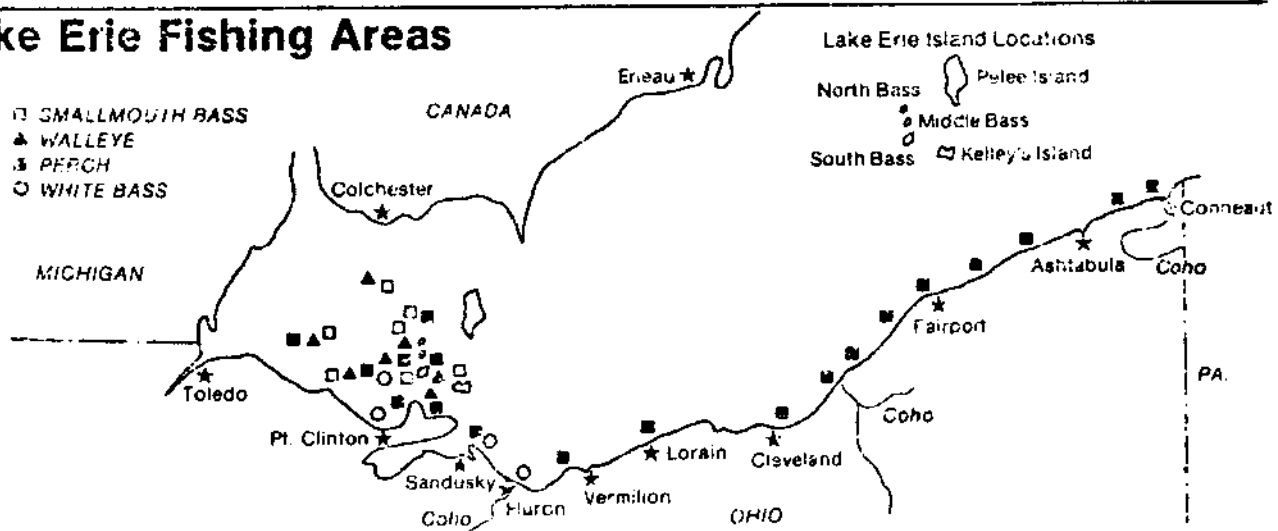 ke Erie Fishing Areas
SMALLMOUTH BASS
WALLEYE
PERCH
WHITE BASS
CANADA
Erieau
Lake Erie Island Locations
Pelee Island
North Bass
Middle Bass
South Bass
Kelley's Island
Colchester
MICHIGAN
Conneaut
Ashtabula
Coho
Fairport
PA.
Toledo
Coho
Pt. Clinton
Lorain
Cleveland
Sandusky
Huron
Vermilion
Coho
OHIO